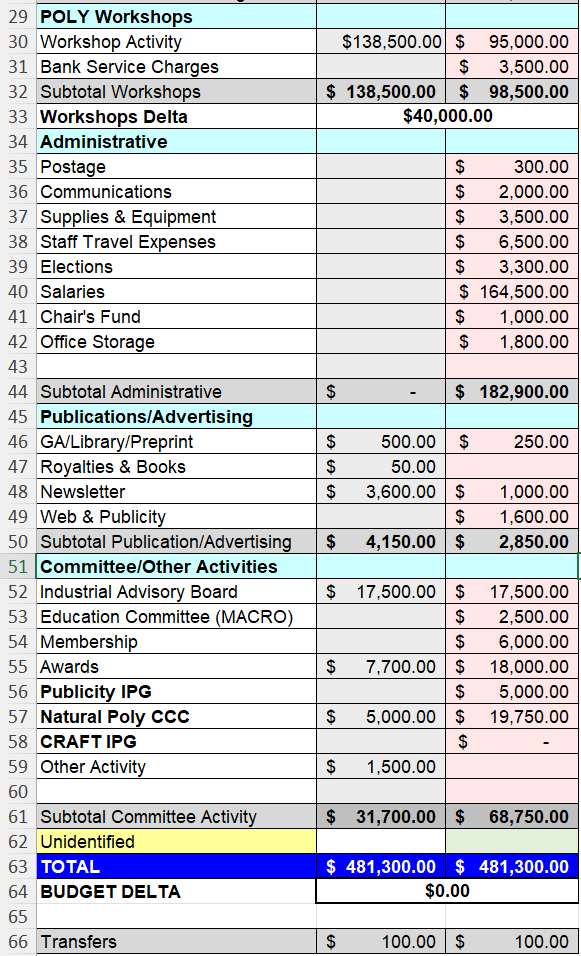 29 POLY Workshops
30 Workshop Activity $138,500.00 $ 95,000.00
31 Bank Service Charges $ 3,500.00
32 Subtotal Workshops $ 138,500.00 $ 98,500.00
33 Workshops Delta $40,000.00
34 Administrative
35 Postage $ 300.00
36 Communications $ 2,000.00
37 Supplies & Equipment $ 3,500.00
38 Staff Travel Expenses $ 6,500.00
39 Elections $ 3,300.00
40 Salaries $ 164,500.00
41 Chair's Fund $ 1,000.00
42 Office Storage $ 1,800.00
43
44 Subtotal Administrative $ - $ 182,900.00
45 Publications/Advertising
46 GA/Library/Preprint $ 500.00 $ 250.00
47 Royalties & Books $ 50.00
48 Newsletter $ 3,600.00 $ 1,000.00
49 Web & Publicity $ 1,600.00
50 Subtotal Publication/Advertising $ 4,150.00 $ 2,850.00
51 Committee/Other Activities
52 Industrial Advisory Board $ 17,500.00 $ 17,500.00
53 Education Committee (MACRO) $ 2,500.00
54 Membership $ 6,000.00
55 Awards $ 7,700.00 $ 18,000.00
56 Publicity IPG $ 5,000.00
57 Natural Poly CCC $ 5,000.00 $ 19,750.00
58 CRAFT IPG $ -
59 Other Activity $ 1,500.00
60
61 Subtotal Committee Activity $ 31,700.00 $ 68,750.00
62 Unidentified
63 TOTAL $ 481,300.00 $ 481,300.00
64 BUDGET DELTA $0.00
65
66 Transfers $ 100.00 $ 100.00